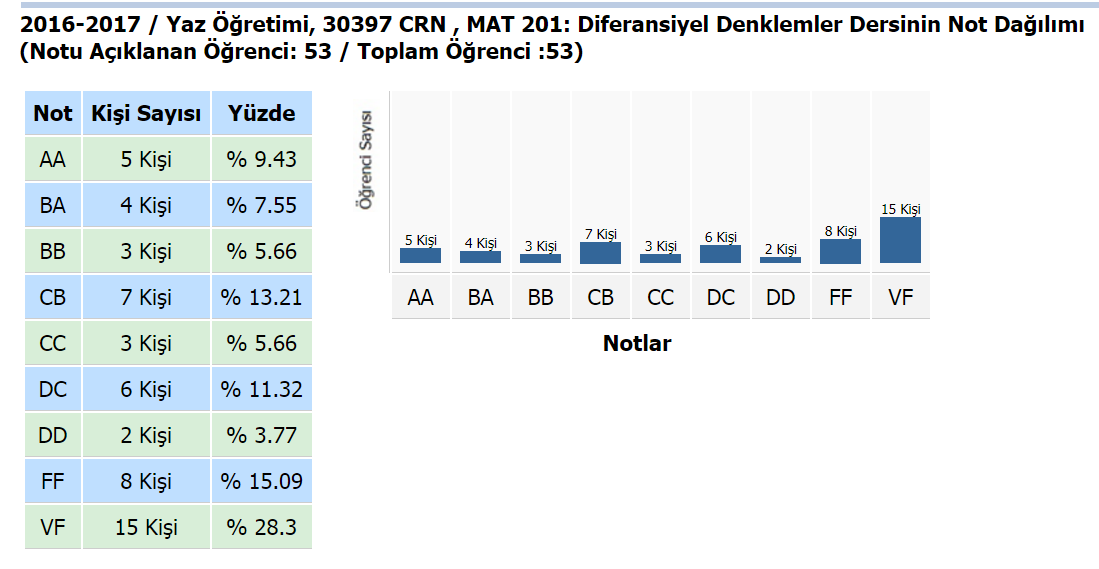 2016-2017 / Yaz Öğretimi, 30397 CRN , MAT 201: Diferansiyel Denklemler Dersinin Not Dağılımı
(Notu Açıklanan Öğrenci: 53 / Toplam Öğrenci :53)
Not Kişi Sayısı Yüzde
AA 5 Kişi % 9.43
BA 4 Kişi % 7.55
BB 3 Kişi % 5.66
CB 7 Kişi % 13.21
CC 3 Kişi % 5.66
DC 6 Kişi % 11.32
DD 2 Kişi % 3.77
FF 8 Kişi % 15.09
VF 15 Kişi % 28.3
Öğrenci Sayısı
5 Kişi 4 Kişi 3 Kişi 7 Kişi 3 Kişi 6 Kişi 2 Kişi 8 Kişi 15 Kişi
AA BA BB CB CC DC DD FF VF
Notlar